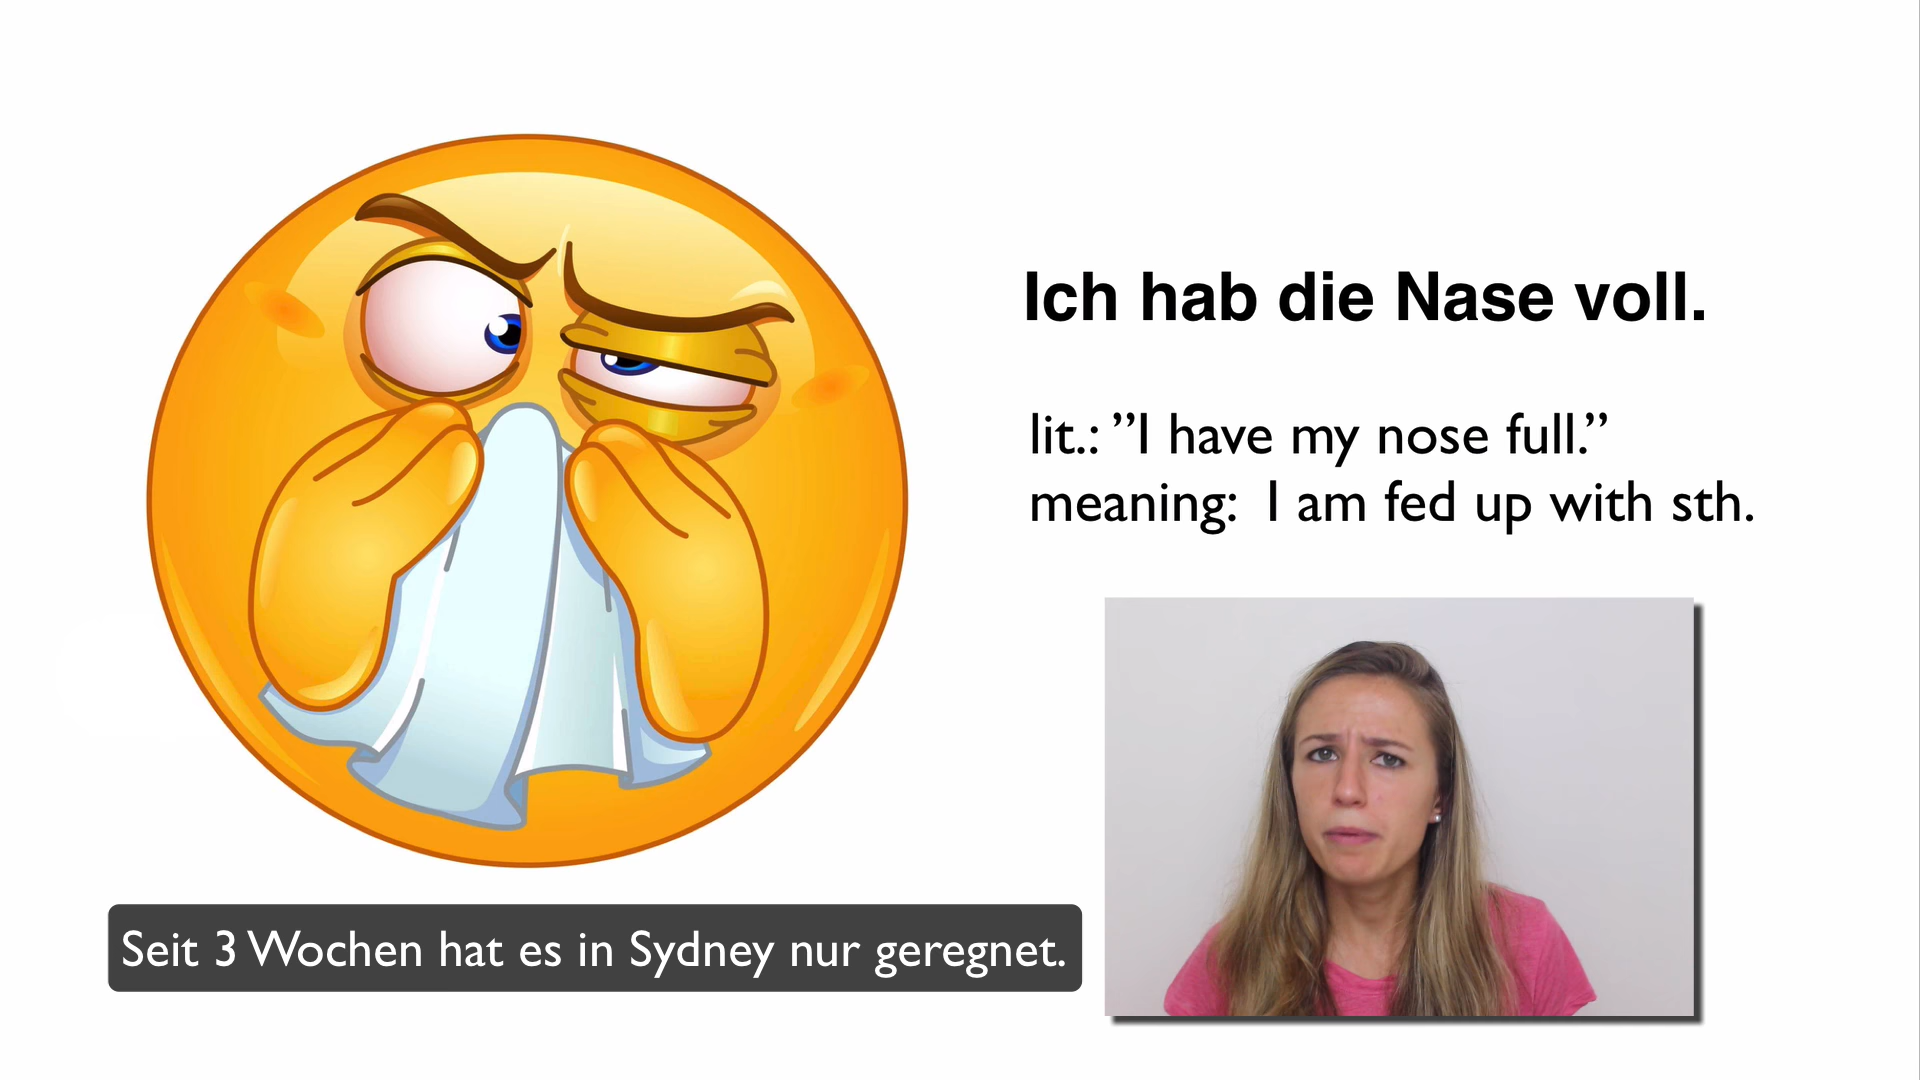 Ich hab die Nase voll.
lit.: ”I have my nose full.”
meaning:  I am fed up with sth.
Seit 3 Wochen hat es in Sydney nur geregnet.